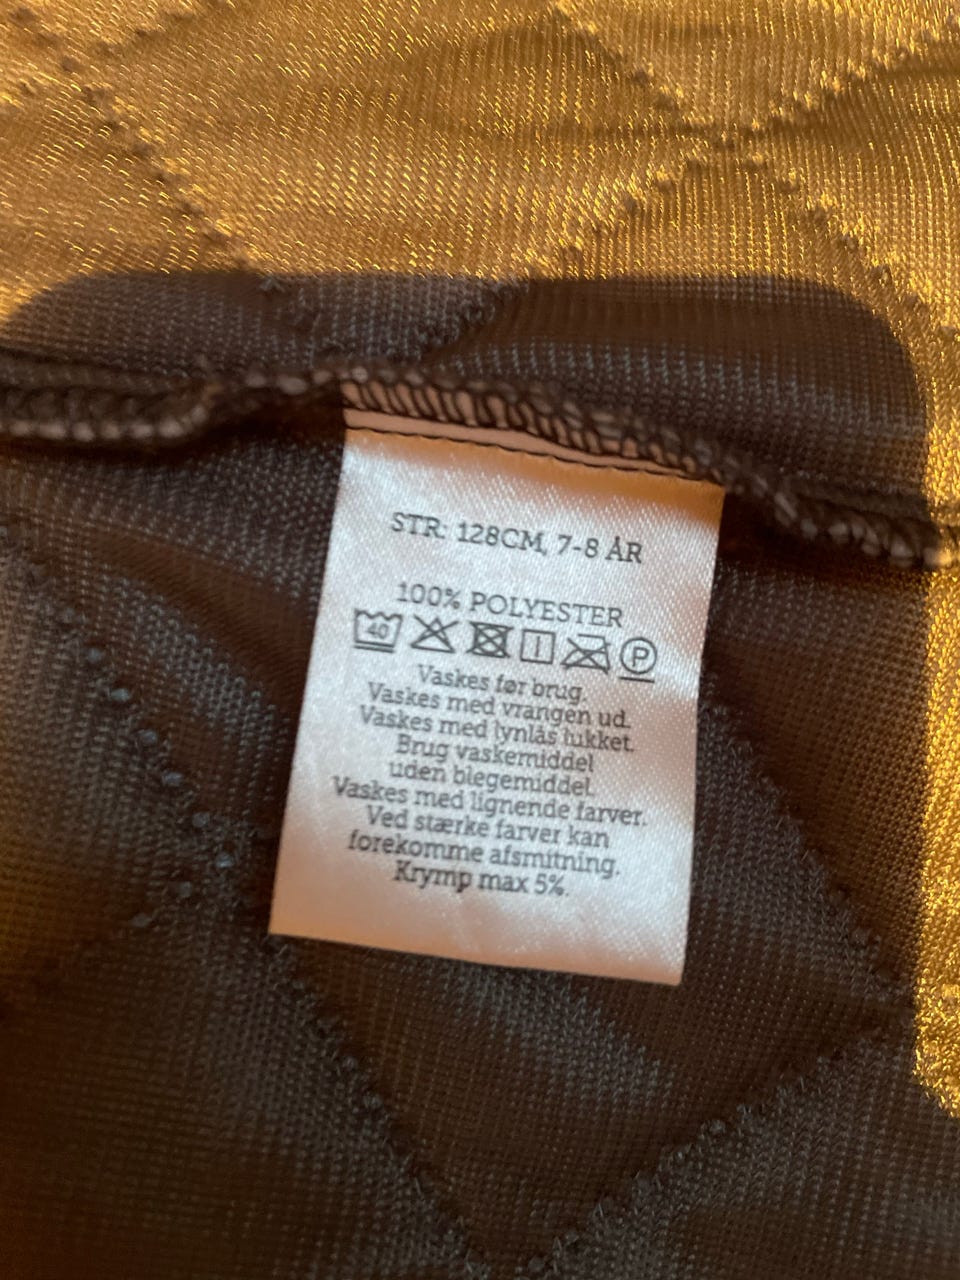 STR: 128CM, 7-8 ÅR
100% POLYESTER
40 P
Vaskes før brug.
Vaskes med vrangen ud.
Vaskes med lynlås lukket.
Brug vaskemiddel
uden blegemiddel.
Vaskes med lignende farver.
Ved stærke farver kan
forekomme afsmitning.
Krymp max 5%.